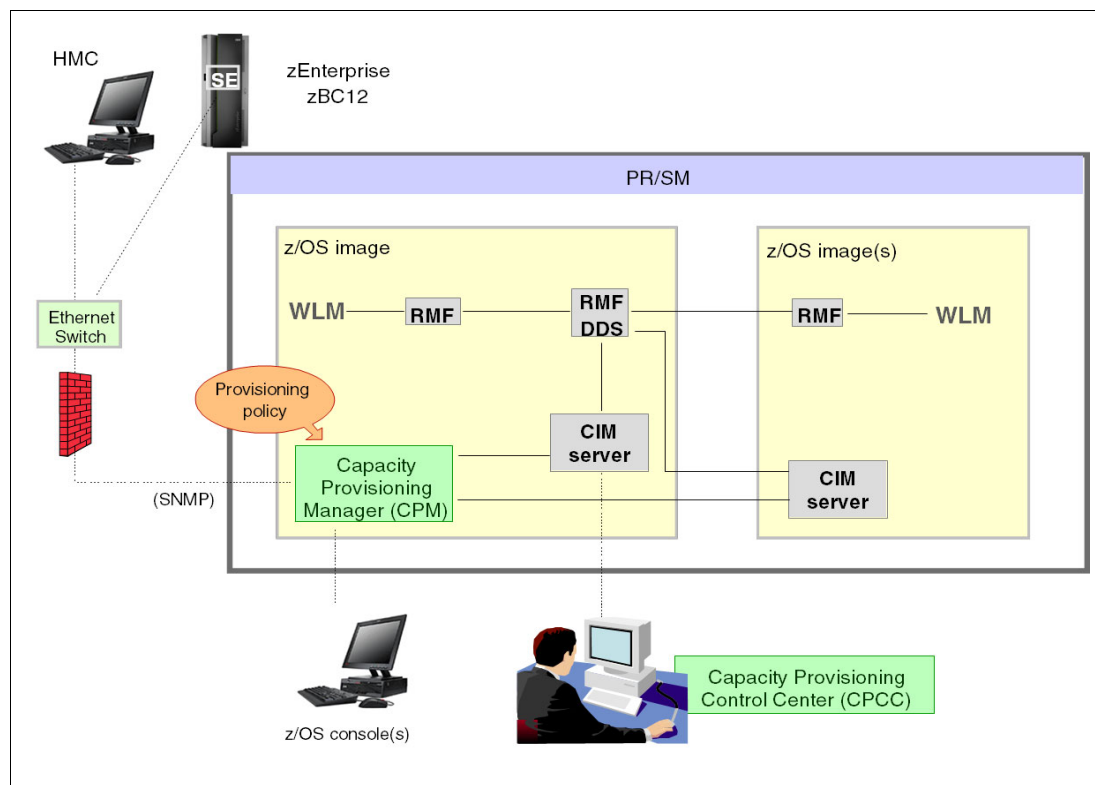 HMC
SE
zEnterprise
zBC12
PR/SM
z/OS image
z/OS image(s)
WLM
RMF
RMF
DDS
RMF
WLM
Ethernet
Switch
Provisioning
policy
CIM
server
Capacity
Provisioning
Manager (CPM)
CIM
server
(SNMP)
Capacity Provisioning
Control Center (CPCC)
z/OS console(s)